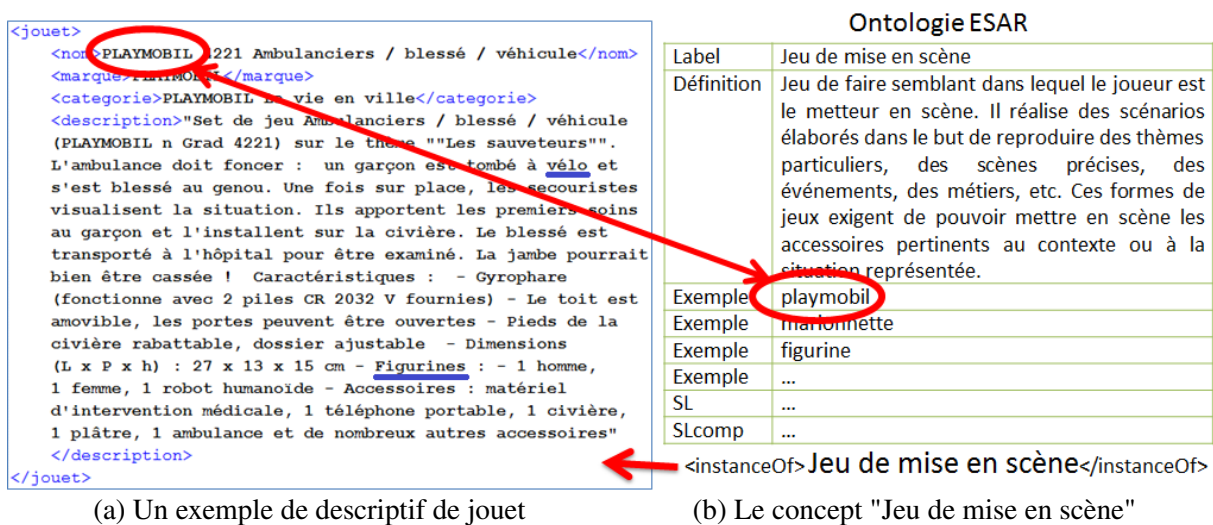 <jouet>
<nom>PLAYMOBIL 4221 Ambulanciers / blessé / véhicule</nom>
<marque>PLAYMOBIL</marque>
<categorie>PLAYMOBIL La vie en ville</categorie>
<description>"Set de jeu Ambulanciers / blessé / véhicule
(PLAYMOBIL n Grad 4221) sur le thème ""Les sauveteurs"".
L'ambulance doit foncer : un garçon est tombé à vélo et
s'est blessé au genou. Une fois sur place, les secouristes
visualisent la situation. Ils apportent les premiers soins
au garçon et l'installent sur la civière. Le blessé est
transporté à l'hôpital pour être examiné. La jambe pourrait
bien être cassée ! Caractéristiques : - Gyrophare
(fonctionne avec 2 piles CR 2032 V fournies) - Le toit est
amovible, les portes peuvent être ouvertes - Pieds de la
civière rabattable, dossier ajustable - Dimensions
(L x P x h) : 27 x 13 x 15 cm - Figurines : - 1 homme,
1 femme, 1 robot humanoïde - Accessoires : matériel
d'intervention médicale, 1 téléphone portable, 1 civière,
1 plâtre, 1 ambulance et de nombreux autres accessoires"
</description>
</jouet>
(a) Un exemple de descriptif de jouet
Ontologie ESAR
Label Jeu de mise en scène
Définition Jeu de faire semblant dans lequel le joueur est
le metteur en scène. Il réalise des scénarios
élaborés dans le but de reproduire des thèmes
particuliers, des scènes précises, des
événements, des métiers, etc. Ces formes de
jeux exigent de pouvoir mettre en scène les
accessoires pertinents au contexte ou à la
situation représentée.
Exemple playmobil
Exemple marionnette
Exemple figurine
Exemple ...
SL ...
SLcomp ...
<instanceOf>Jeu de mise en scène</instanceOf>
(b) Le concept "Jeu de mise en scène"